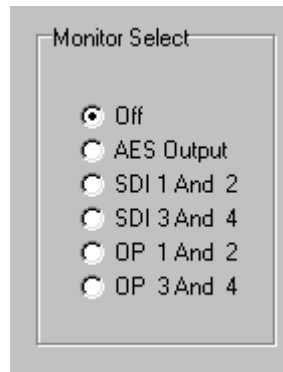 Monitor Select
Off
AES Output
SDI 1 And 2
SDI 3 And 4
OP 1 And 2
OP 3 And 4